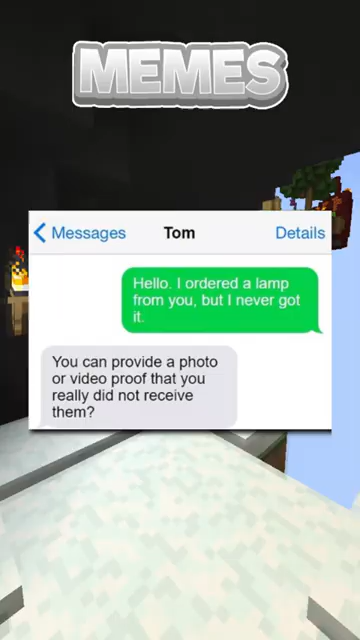 MEMES
Messages
Tom
Details
Hello. I ordered a lamp
from you, but I never got
it.
You can provide a photo
or video proof that you
really did not receive
them?